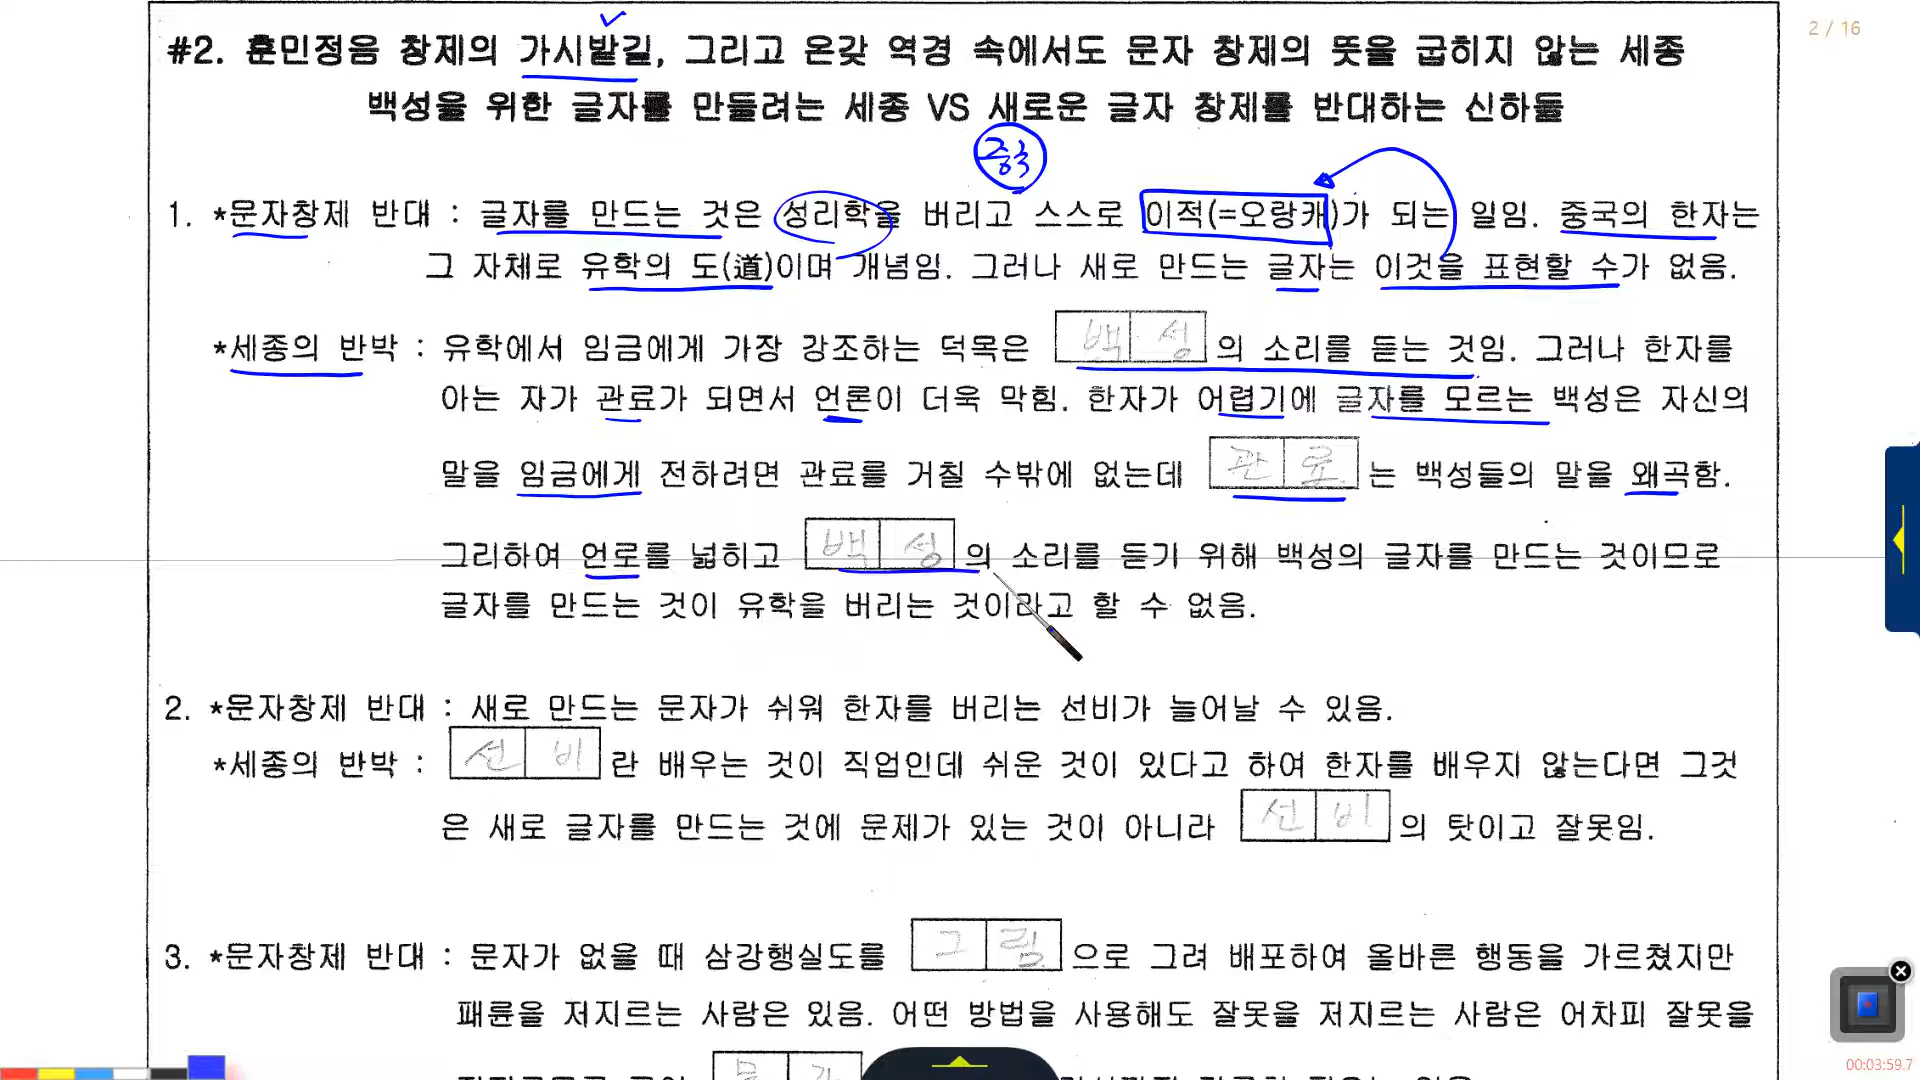 2 / 16
#2. 훈민정음 창제의 가시밭길, 그리고 온갖 역경 속에서도 문자 창제의 뜻을 굽히지 않는 세종
백성을 위한 글자를 만들려는 세종 VS 새로운 글자 창제를 반대하는 신하들
중국
1. *문자창제 반대 : 글자를 만드는 것은 성리학을 버리고 스스로 이적(=오랑캐)가 되는 일임. 중국의 한자는
그 자체로 유학의 도(道)이며 개념임. 그러나 새로 만드는 글자는 이것을 표현할 수가 없음.
*세종의 반박 : 유학에서 임금에게 가장 강조하는 덕목은 백성의 소리를 듣는 것임. 그러나 한자를
아는 자가 관료가 되면서 언론이 더욱 막힘. 한자가 어렵기에 글자를 모르는 백성은 자신의
말을 임금에게 전하려면 관료를 거칠 수밖에 없는데 관료는 백성들의 말을 왜곡함.
그리하여 언로를 넓히고 백성의 소리를 듣기 위해 백성의 글자를 만드는 것이므로
글자를 만드는 것이 유학을 버리는 것이라고 할 수 없음.
2. *문자창제 반대 : 새로 만드는 문자가 쉬워 한자를 버리는 선비가 늘어날 수 있음.
*세종의 반박 : 선비란 배우는 것이 직업인데 쉬운 것이 있다고 하여 한자를 배우지 않는다면 그것
은 새로 글자를 만드는 것에 문제가 있는 것이 아니라 선비의 탓이고 잘못임.
3. *문자창제 반대 : 문자가 없을 때 삼강행실도를 그림으로 그려 배포하여 올바른 행동을 가르쳤지만
패륜을 저지르는 사람은 있음. 어떤 방법을 사용해도 잘못을 저지르는 사람은 어차피 잘못을
00:03:59.7